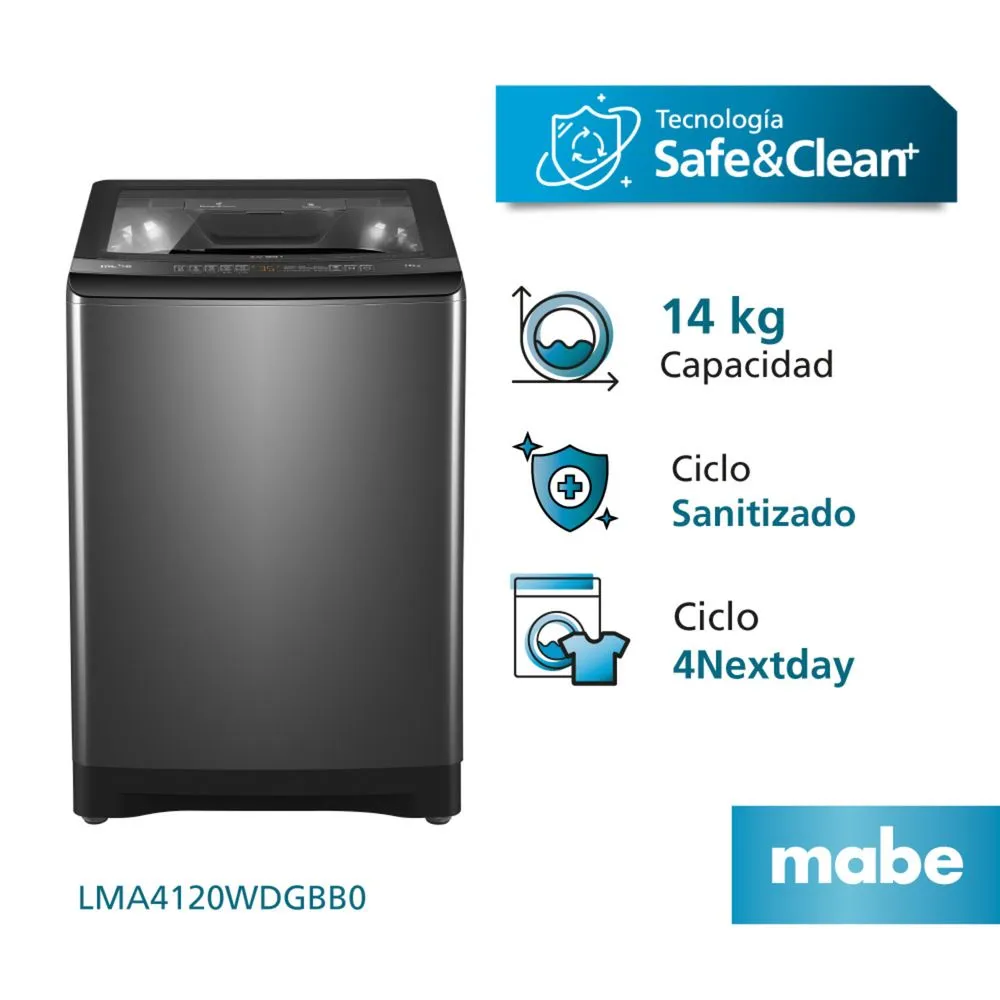 Tecnología
Safe&Clean+
14 kg
Capacidad
Ciclo
Sanitizado
Ciclo
4Nextday
mabe
LMA4120WDGBB0